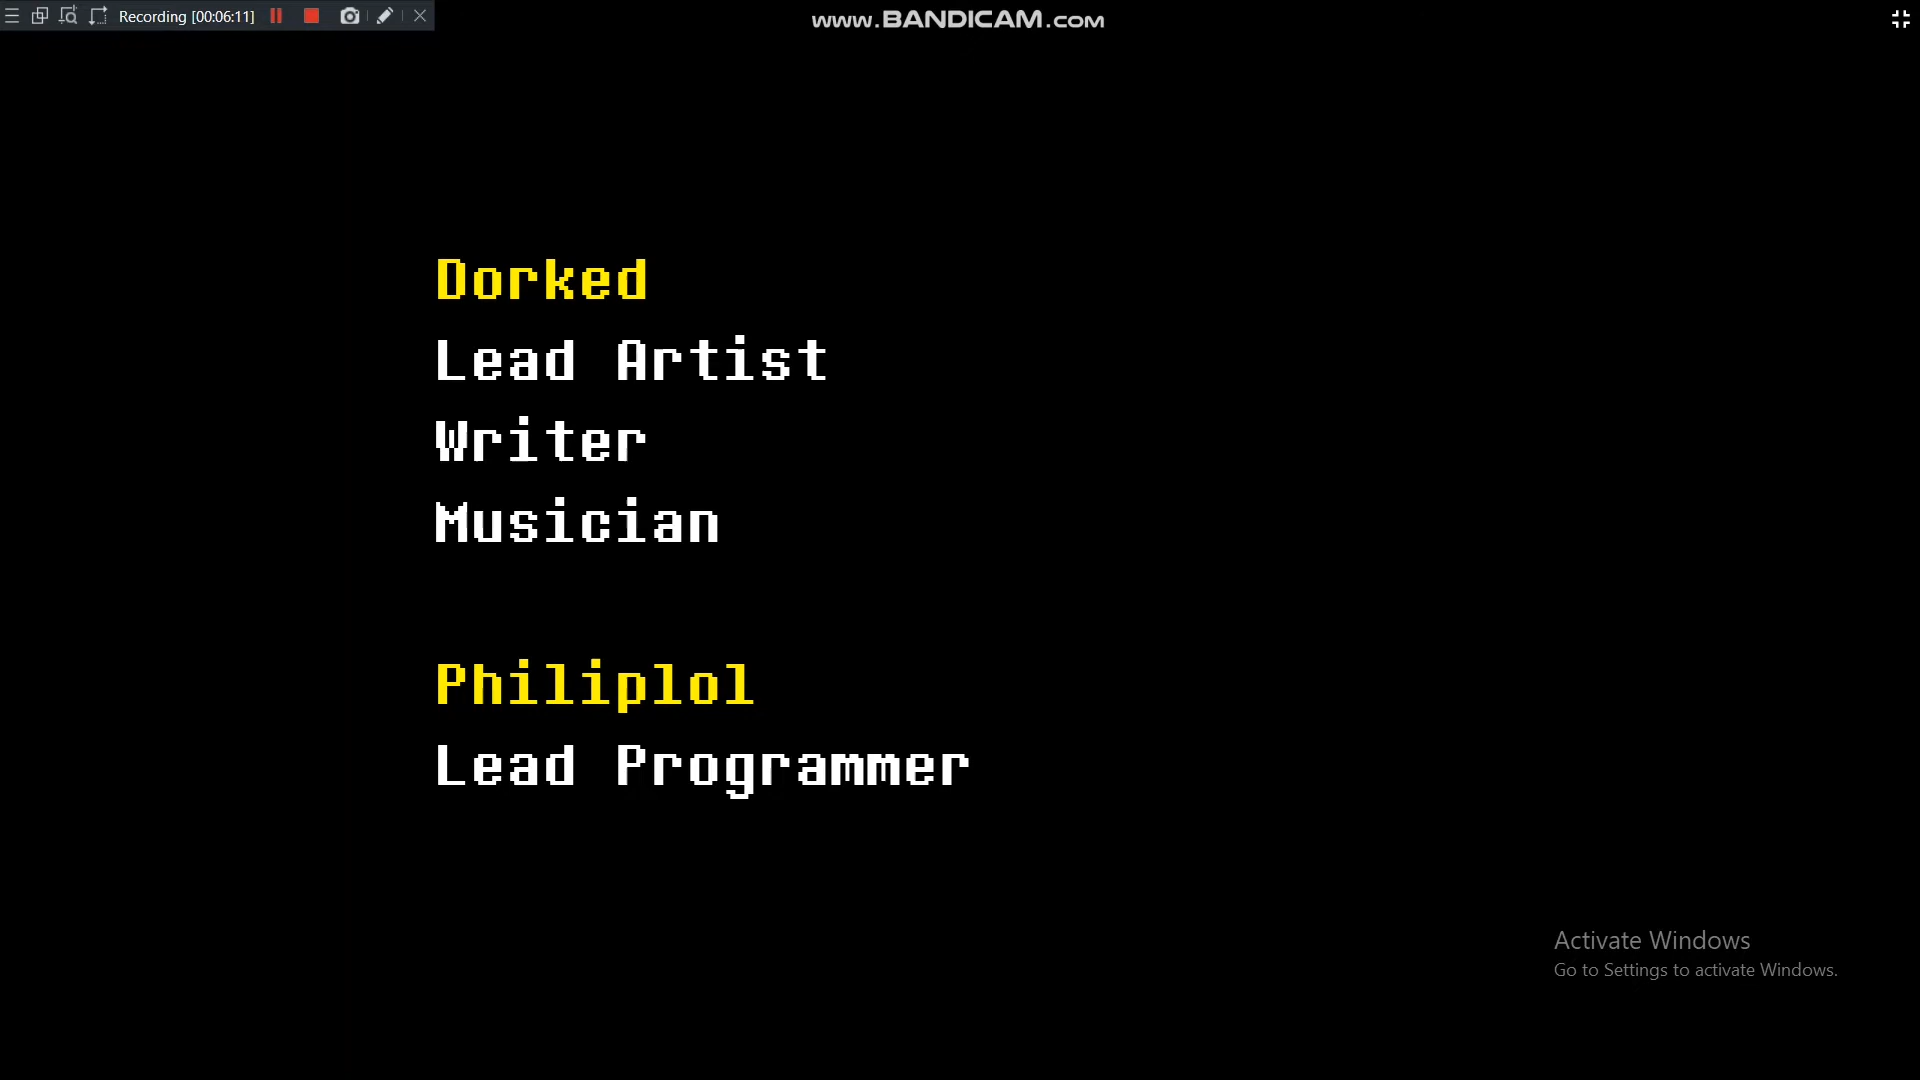 Recording [00:06:11]
www.BANDICAM.com
Dorked
Lead Artist
Writer
Musician
Philiplol
Lead Programmer
Activate Windows
Go to Settings to activate Windows.